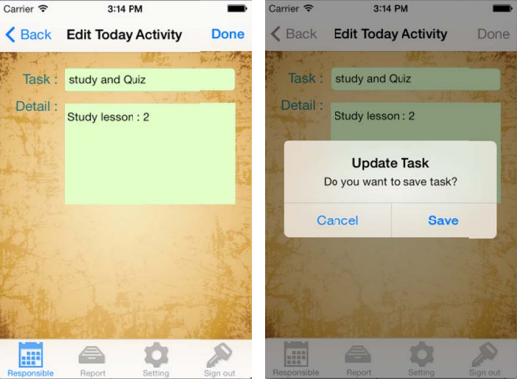 Carrier 3:14 PM
Back Edit Today Activity Done
Task : study and Quiz
Detail :
Study lesson : 2
Responsible Report Setting Sign out
Carrier 3:14 PM
Back Edit Today Activity Done
Task : study and Quiz
Detail :
Study lesson : 2
Update Task
Do you want to save task?
Cancel Save
Responsible Report Setting Sign out